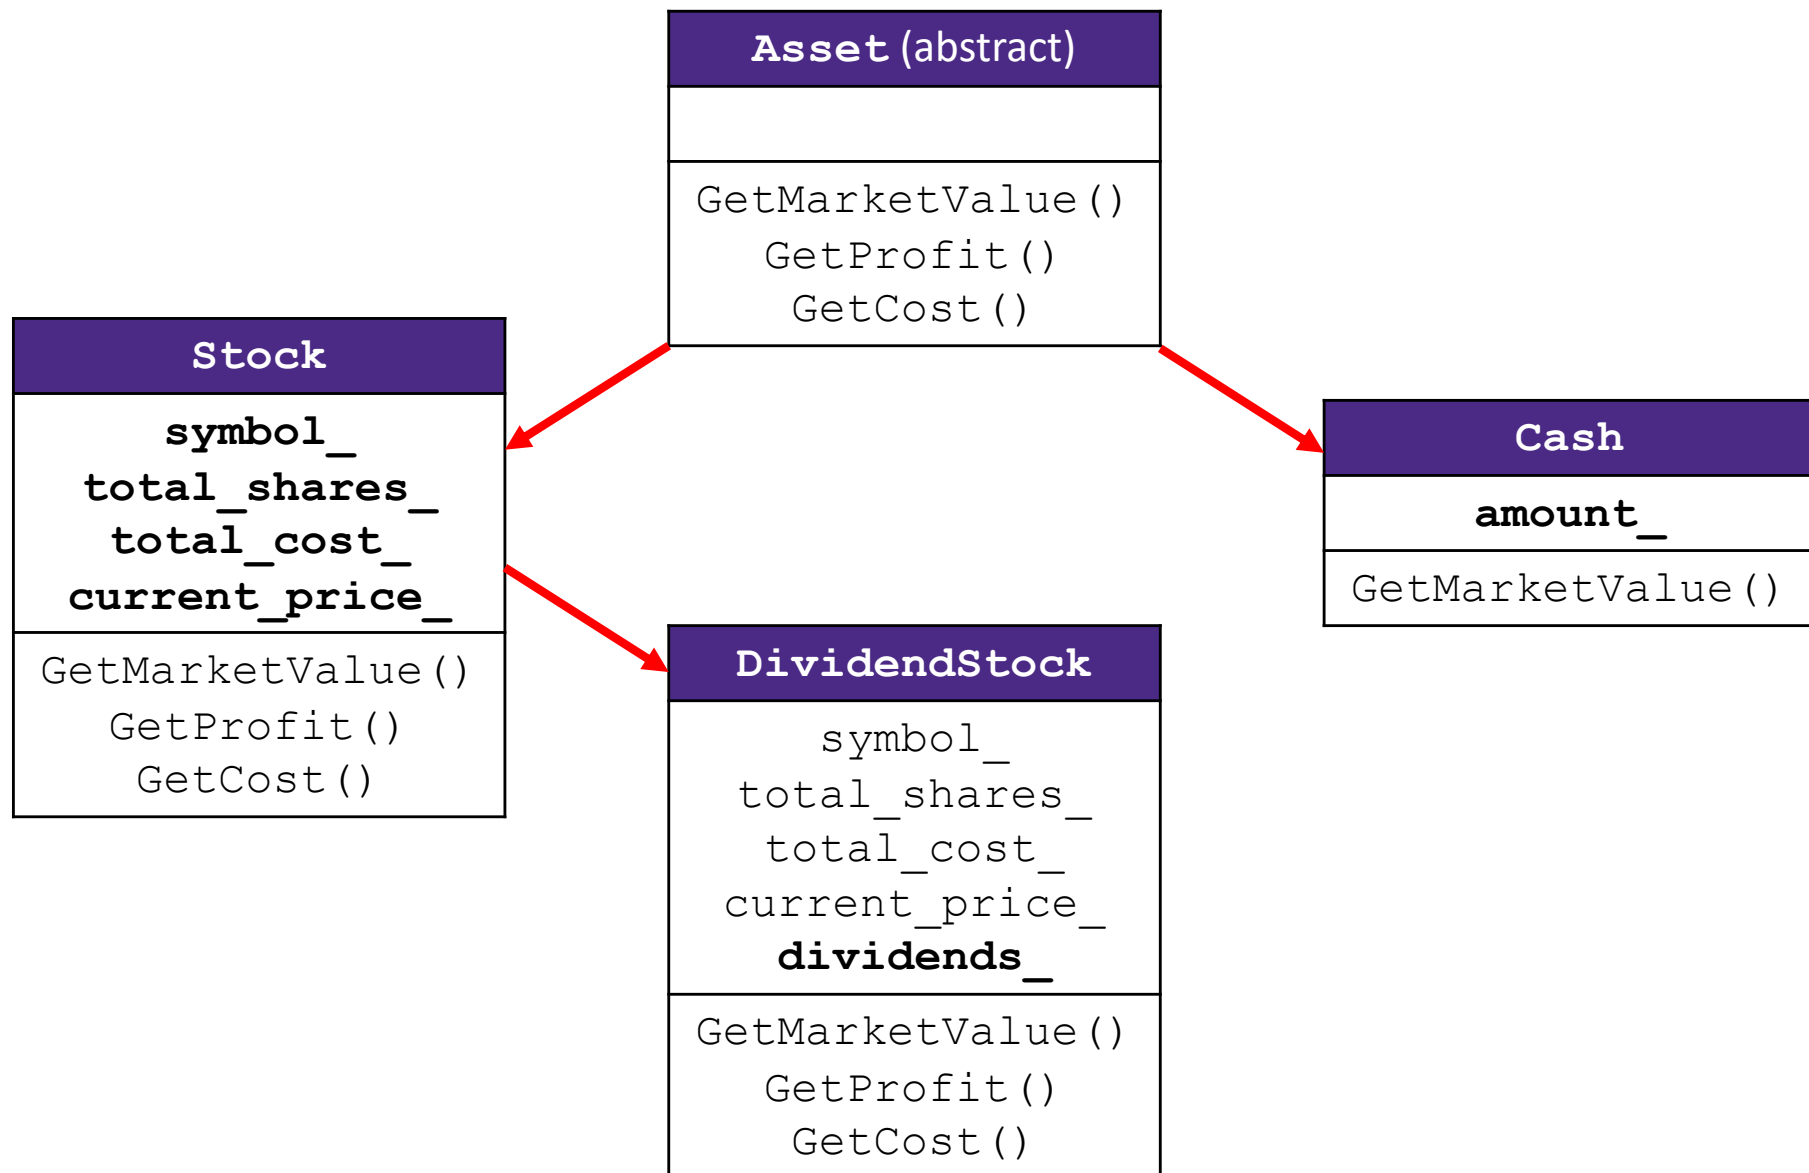 Asset (abstract)
GetMarketValue()
GetProfit()
GetCost()
Stock
symbol_
total_shares_
total_cost_
current_price_
GetMarketValue()
GetProfit()
GetCost()
Cash
amount_
GetMarketValue()
DividendStock
symbol_
total_shares_
total_cost_
current_price_
dividends_
GetMarketValue()
GetProfit()
GetCost()